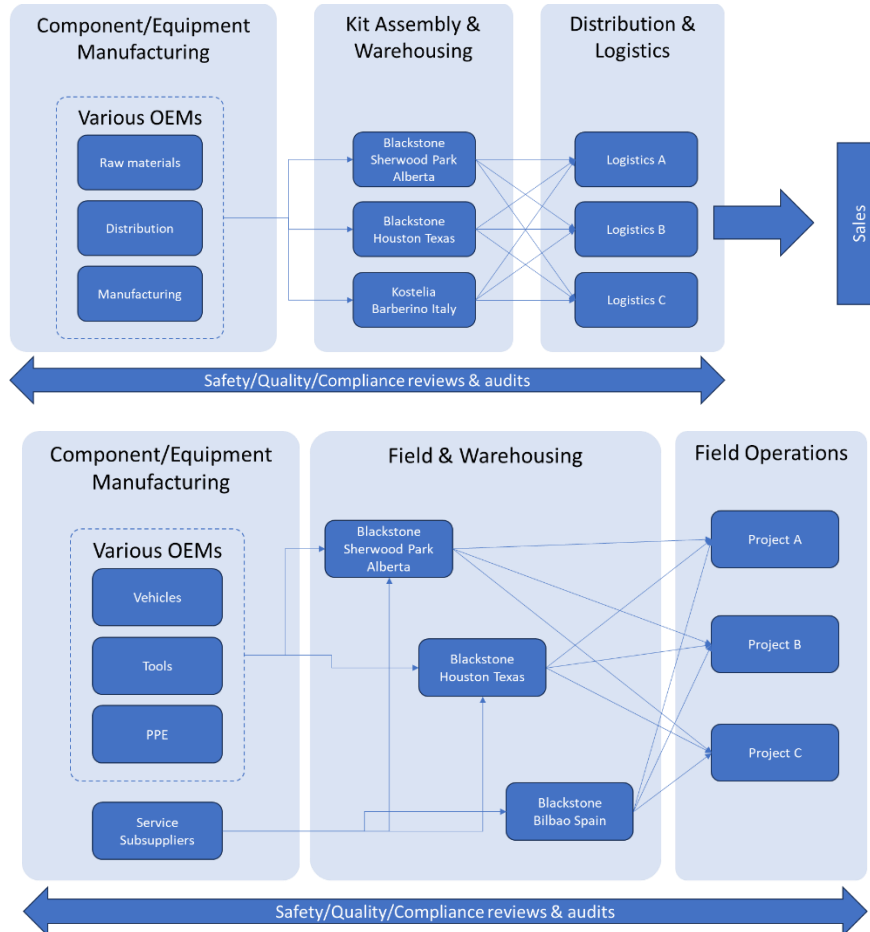 Component/Equipment
Manufacturing
Kit Assembly &
Warehousing
Distribution &
Logistics
Various OEMs
Raw materials
Distribution
Manufacturing
Blackstone
Sherwood Park
Alberta
Blackstone
Houston Texas
Kostelia
Barberino Italy
Logistics A
Logistics B
Logistics C
Sales
Safety/Quality/Compliance reviews & audits
Component/Equipment
Manufacturing
Field & Warehousing
Field Operations
Various OEMs
Vehicles
Tools
PPE
Service
Subsuppliers
Blackstone
Sherwood Park
Alberta
Blackstone
Houston Texas
Blackstone
Bilbao Spain
Project A
Project B
Project C
Safety/Quality/Compliance reviews & audits